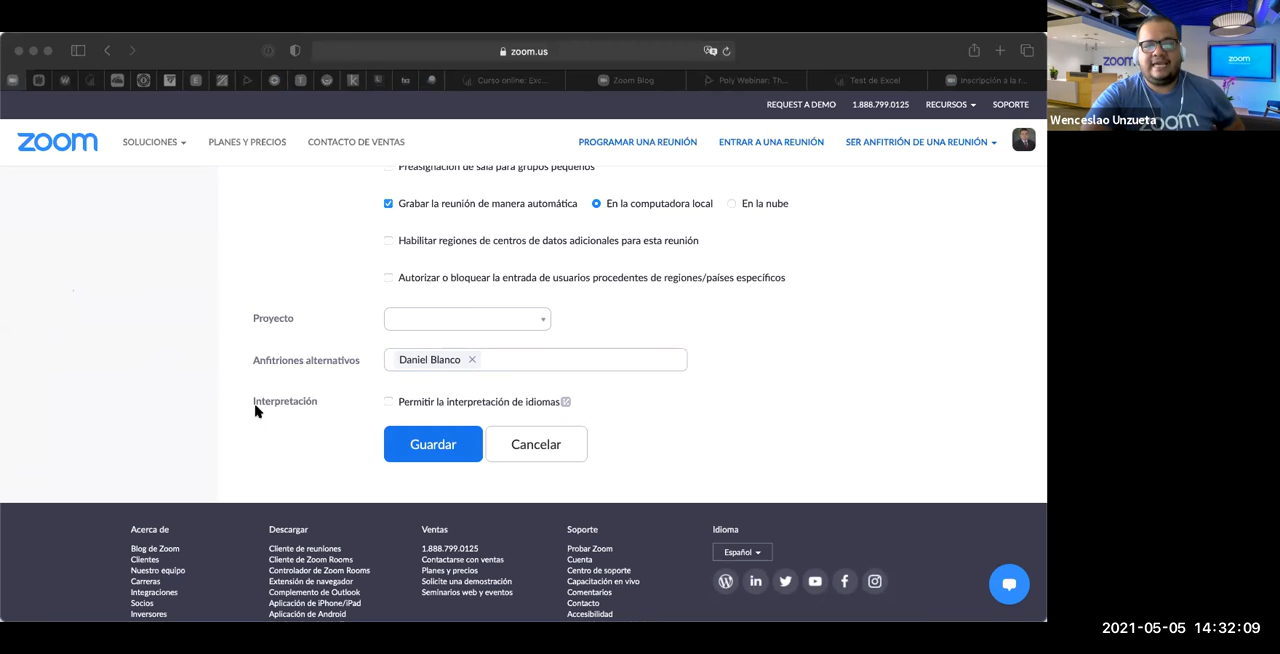 zoom.us
Curso online: Exc...
Zoom Blog
Poly Webinar: Th...
Test de Excel
Inscripción a la r...
zoom
zoom
Wenceslao Unzueta
zoom
REQUEST A DEMO 1.888.799.0125 RECURSOS SOPORTE
zoom SOLUCIONES PLANES Y PRECIOS CONTACTO DE VENTAS PROGRAMAR UNA REUNIÓN ENTRAR A UNA REUNIÓN SER ANFITRIÓN DE UNA REUNIÓN
Preasignación de sala para grupos pequeños
Grabar la reunión de manera automática En la computadora local En la nube
Habilitar regiones de centros de datos adicionales para esta reunión
Autorizar o bloquear la entrada de usuarios procedentes de regiones/países específicos
Proyecto
Anfitriones alternativos Daniel Blanco
Interpretación Permitir la interpretación de idiomas
Guardar Cancelar
Acerca de
Blog de Zoom
Clientes
Nuestro equipo
Carreras
Integraciones
Socios
Inversores
Descargar
Cliente de reuniones
Cliente de Zoom Rooms
Controlador de Zoom Rooms
Extensión de navegador
Complemento de Outlook
Aplicación de iPhone/iPad
Aplicación de Android
Ventas
1.888.799.0125
Contactarse con ventas
Planes y precios
Solicite una demostración
Seminarios web y eventos
Soporte
Probar Zoom
Cuenta
Centro de soporte
Capacitación en vivo
Comentarios
Contacto
Accesibilidad
Idioma
Español
2021-05-05 14:32:09